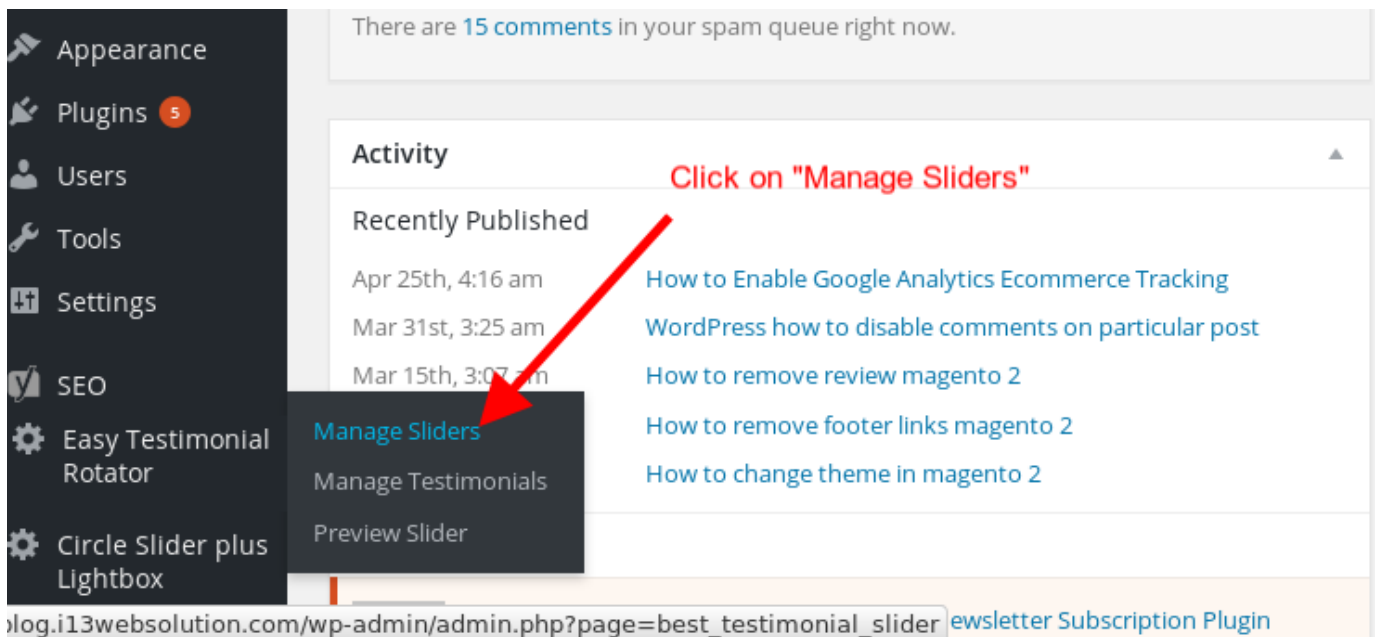 There are 15 comments in your spam queue right now.
Appearance
Plugins 5
Users
Tools
Settings
SEO
Easy Testimonial
Rotator
Circle Slider plus
Lightbox
Manage Sliders
Manage Testimonials
Preview Slider
Activity
Click on "Manage Sliders"
Recently Published
Apr 25th, 4:16 am How to Enable Google Analytics Ecommerce Tracking
Mar 31st, 3:25 am WordPress how to disable comments on particular post
Mar 15th, 3:07 am How to remove review magento 2
How to remove footer links magento 2
How to change theme in magento 2
blog.i13websolution.com/wp-admin/admin.php?page=best_testimonial_slider
ewsletter Subscription Plugin